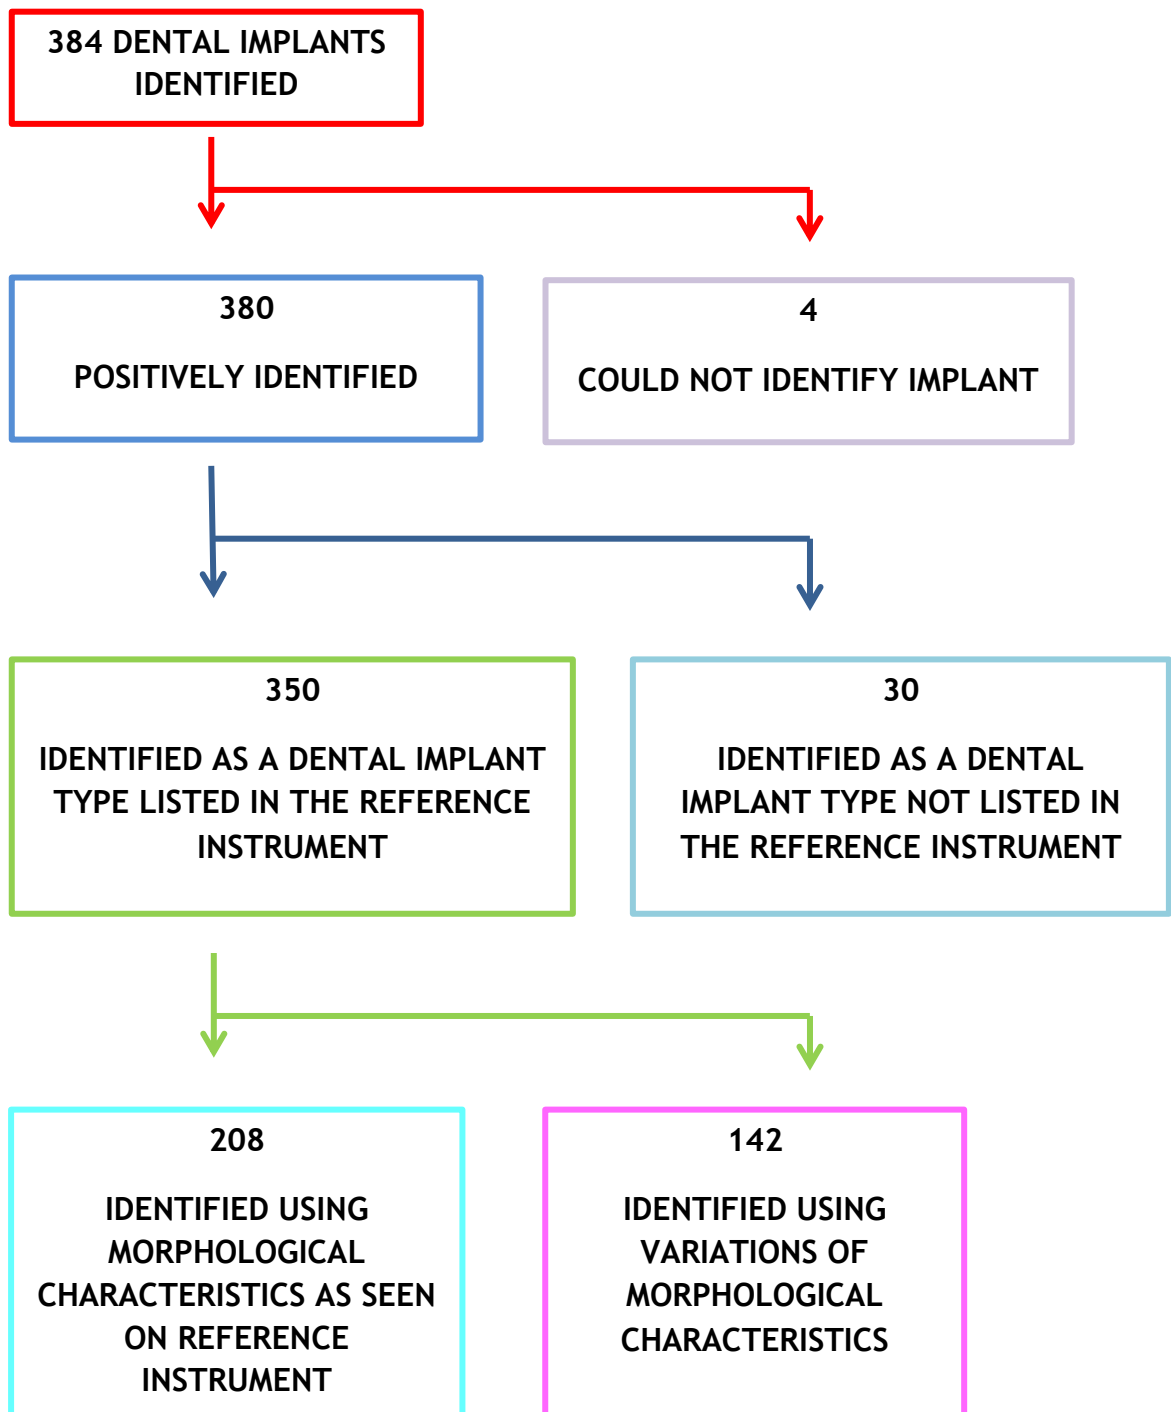 384 DENTAL IMPLANTS
IDENTIFIED
380
POSITIVELY IDENTIFIED
4
COULD NOT IDENTIFY IMPLANT
350
IDENTIFIED AS A DENTAL IMPLANT
TYPE LISTED IN THE REFERENCE
INSTRUMENT
30
IDENTIFIED AS A DENTAL
IMPLANT TYPE NOT LISTED IN
THE REFERENCE INSTRUMENT
208
IDENTIFIED USING
MORPHOLOGICAL
CHARACTERISTICS AS SEEN
ON REFERENCE
INSTRUMENT
142
IDENTIFIED USING
VARIATIONS OF
MORPHOLOGICAL
CHARACTERISTICS